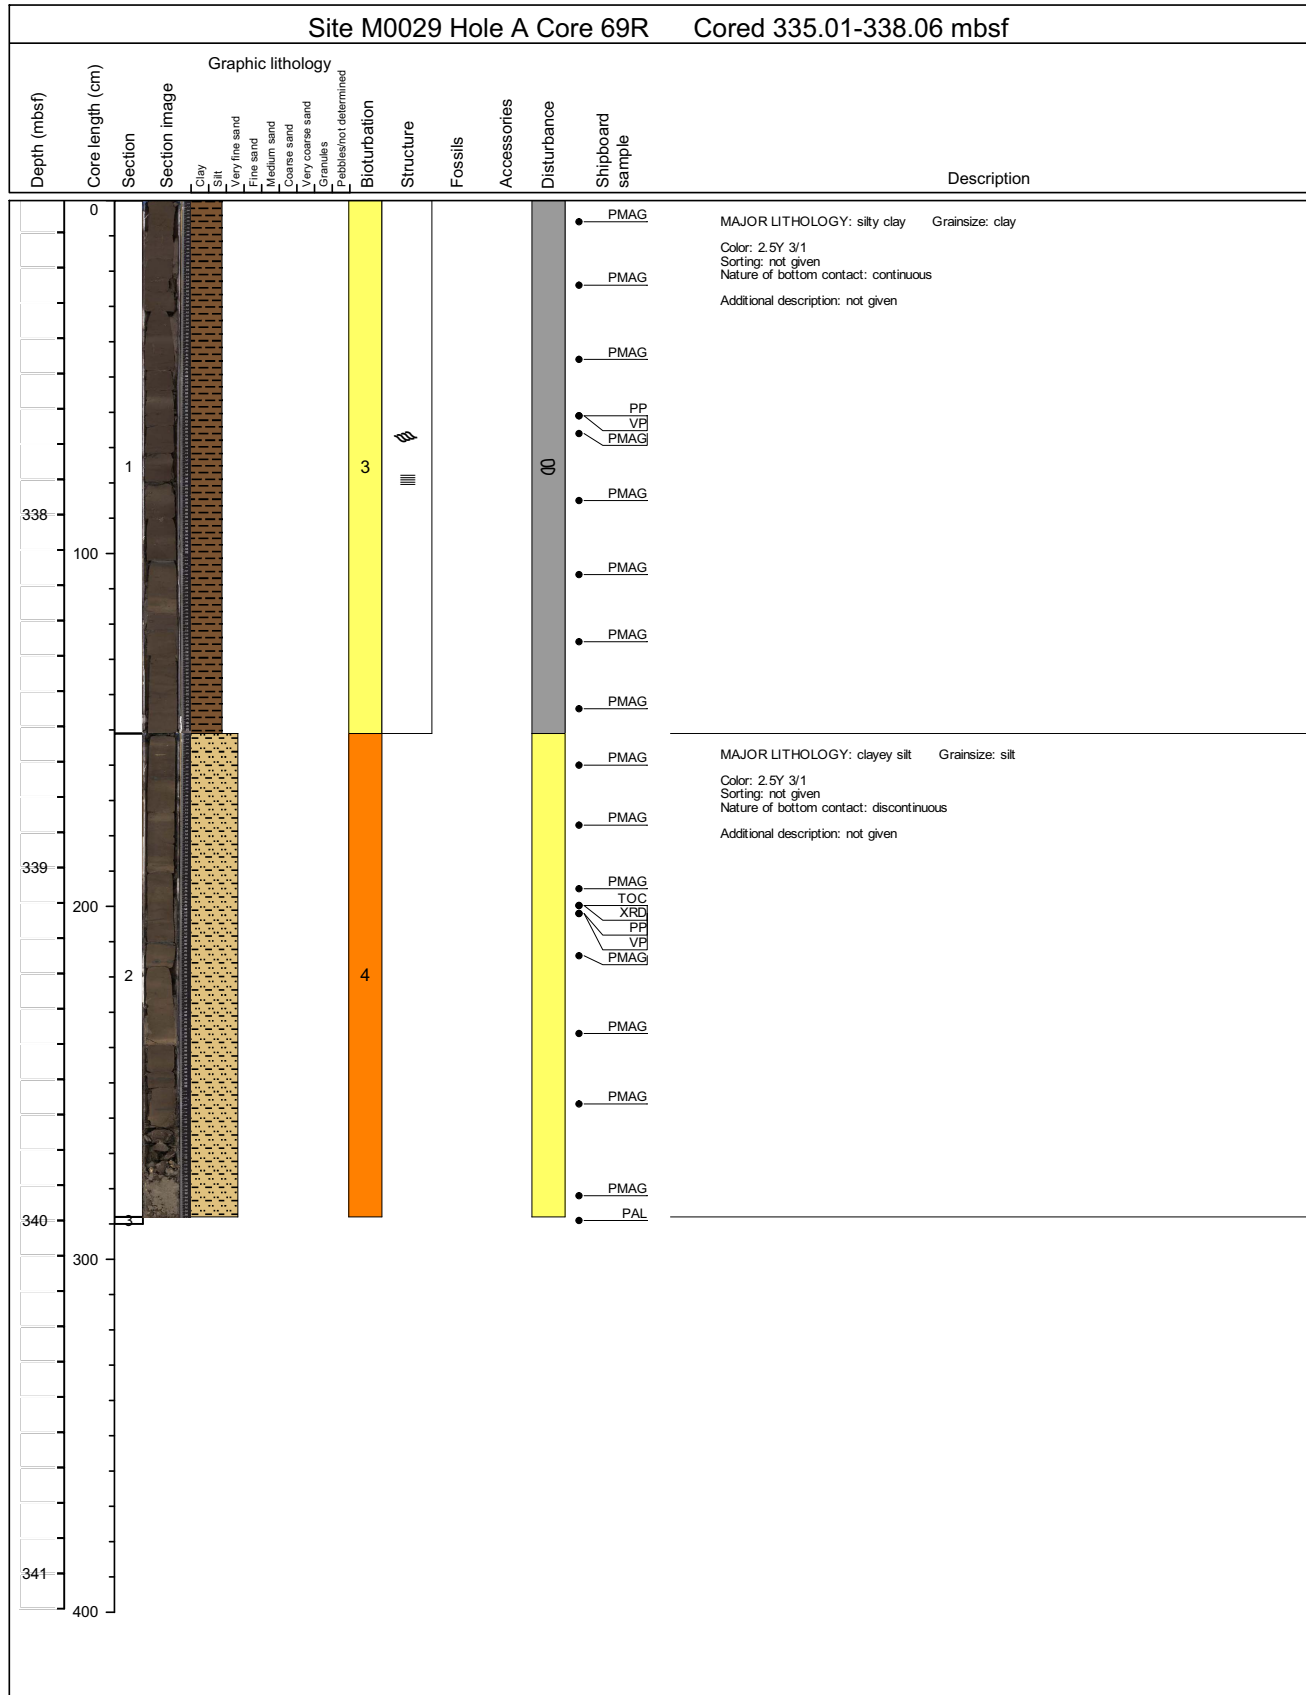 Site M0029 Hole A Core 69R Cored 335.01-338.06 mbsf
Depth (mbsf)
Core length (cm)
Section
Section image
Graphic lithology
Clay
Silt
Very fine sand
Fine sand
Medium sand
Coarse sand
Very coarse sand
Granules
Pebbles/not determined
Bioturbation
Structure
Fossils
Accessories
Disturbance
Shipboard
sample
Description
0
PMAG
MAJOR LITHOLOGY: silty clay Grainsize: clay
Color: 2.5Y 3/1
Sorting: not given
Nature of bottom contact: continuous
PMAG
Additional description: not given
PMAG
PP
VP
PMAG
1
3
PMAG
338
100
PMAG
PMAG
PMAG
MAJOR LITHOLOGY: clayey silt Grainsize: silt
PMAG
Color: 2.5Y 3/1
Sorting: not given
Nature of bottom contact: discontinuous
PMAG
Additional description: not given
339
PMAG
200
TOC
XRD
PP
VP
PMAG
2
4
PMAG
PMAG
PMAG
340
3
PAL
300
341
400